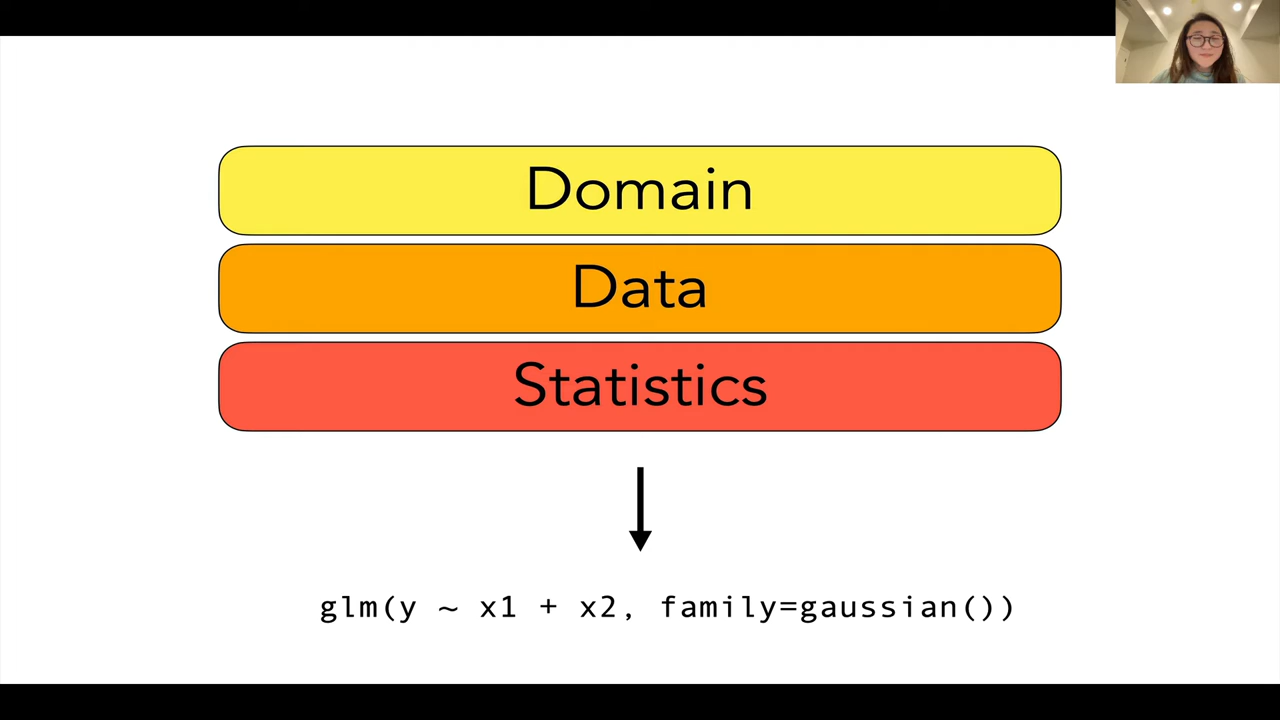 Domain
Data
Statistics
glm(y ~ x1 + x2, family=gaussian())